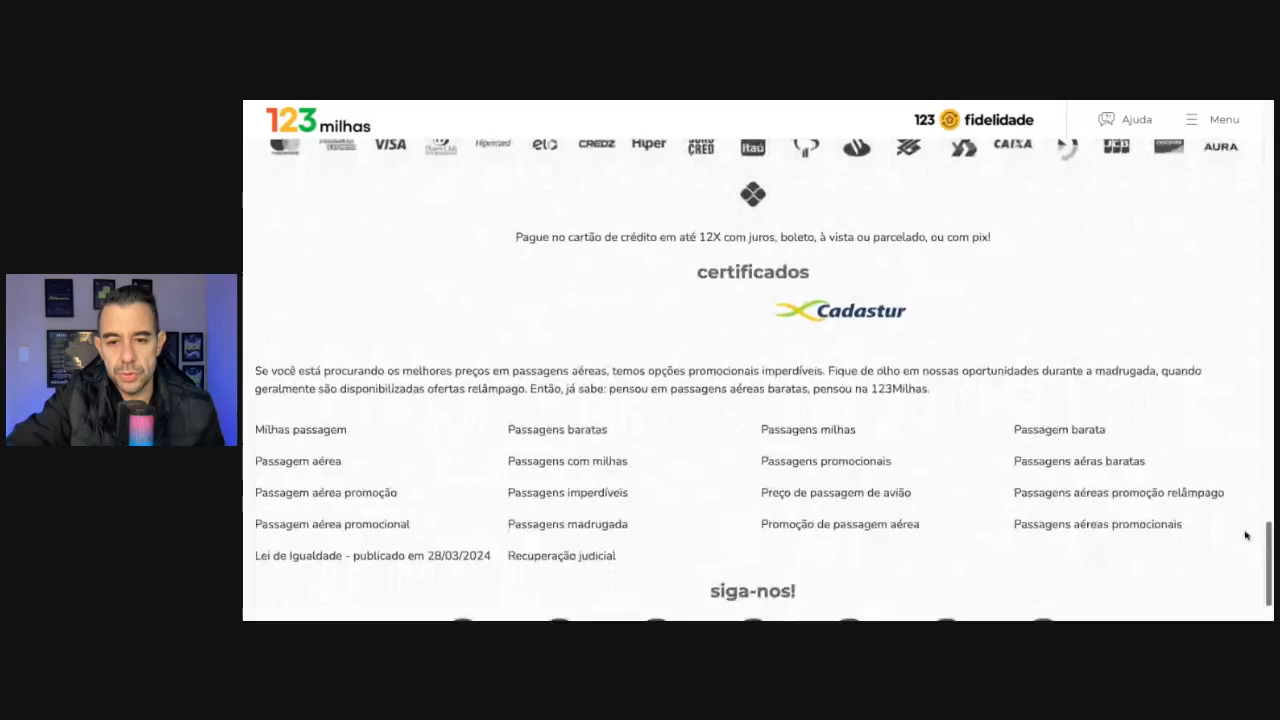 123 milhas
123 fidelidade
Ajuda
Menu
VISA
Hipercard
elo
CREDZ
Hiper
Itaú
CAIXA
JCB
AURA
Pague no cartão de crédito em até 12X com juros, boleto, à vista ou parcelado, ou com pix!
certificados
Cadastur
Se você está procurando os melhores preços em passagens aéreas, temos opções promocionais imperdíveis. Fique de olho em nossas oportunidades durante a madrugada, quando
geralmente são disponibilizadas ofertas relâmpago. Então, já sabe: pensou em passagens aéreas baratas, pensou na 123Milhas.
Milhas passagem
Passagens baratas
Passagens milhas
Passagem barata
Passagem aérea
Passagens com milhas
Passagens promocionais
Passagens aéras baratas
Passagem aérea promoção
Passagens imperdíveis
Preço de passagem de avião
Passagens aéreas promoção relâmpago
Passagem aérea promocional
Passagens madrugada
Promoção de passagem aérea
Passagens aéreas promocionais
Lei de Igualdade - publicado em 28/03/2024
Recuperação judicial
siga-nos!